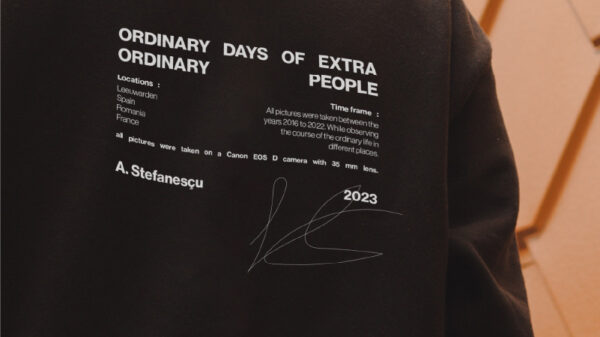 ORDINARY DAYS OF EXTRA
ORDINARY PEOPLE
Locations :
Leeuwarden
Spain
Romania
France
Time frame :
All pictures were taken between the
years 2016 to 2022. While observing
the course of the ordinary life in
different places.
all pictures were taken on a Canon EOS D camera with 35 mm lens.
A. Stefanesçu
2023